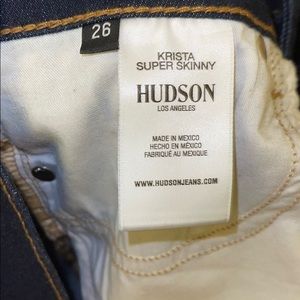 26
KRISTA
SUPER SKINNY
HUDSON
LOS ANGELES
MADE IN MEXICO
HECHO EN MÉXICO
FABRIQUÉ AU MEXIQUE
WWW.HUDSONJEANS.COM